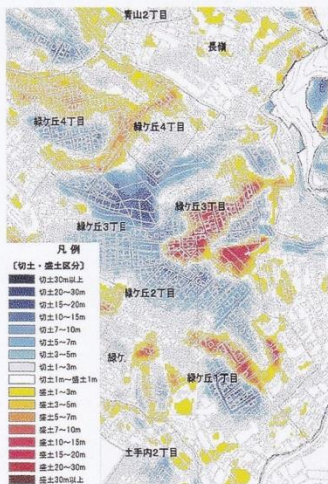 青山2丁目
長嶺
緑ケ丘4丁目
緑ケ丘4丁目
緑ケ丘3丁目
緑ケ丘3丁目
緑ケ丘2丁目
緑ケ
緑ケ丘1丁目
土手内2丁目
凡例
〔切土・盛土区分〕
切土30m以上
切土20~30m
切土15~20m
切土10~15m
切土7~10m
切土5~7m
切土3~5m
切土1~3m
切土1m~盛土1m
盛土1~3m
盛土3~5m
盛土5~7m
盛土7~10m
盛土10~15m
盛土15~20m
盛土20~30m
盛土30m以上